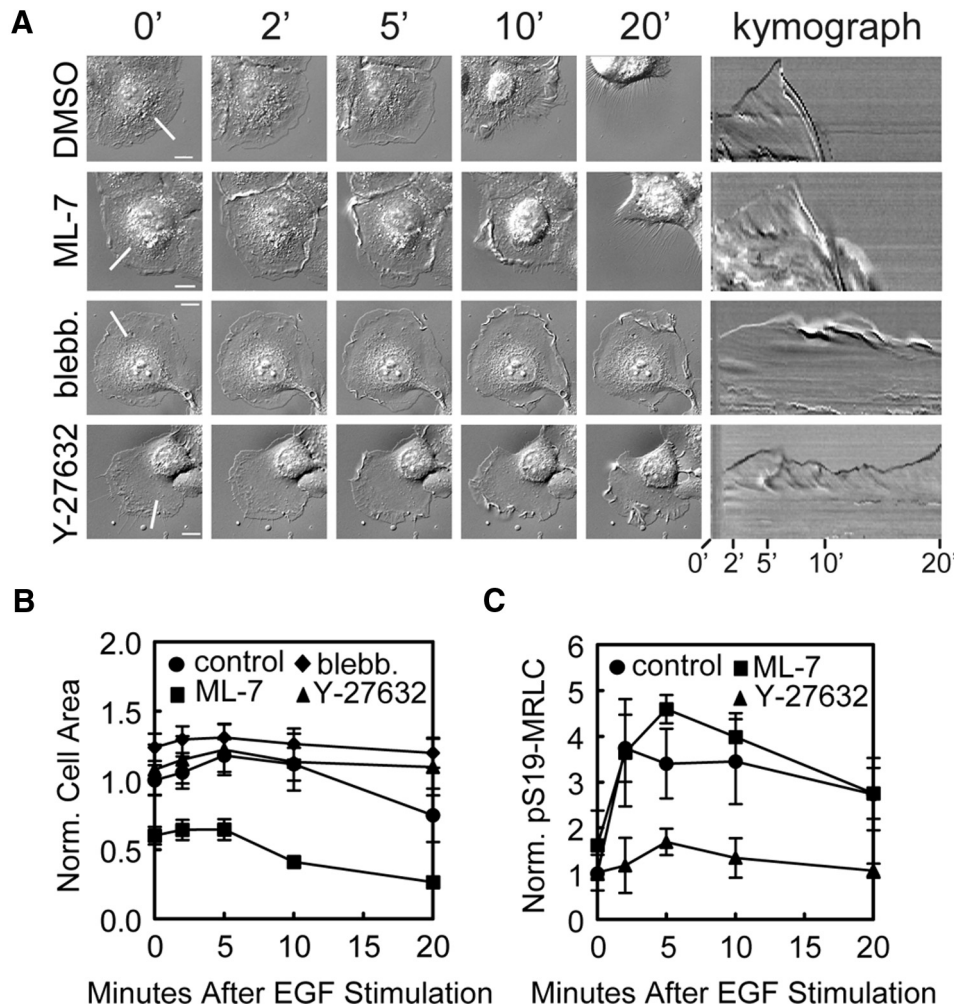 A
0’ 2’ 5’ 10’ 20’ kymograph
DMSO
ML-7
blebb.
Y-27632
0’ 2’ 5’ 10’ 20’
B
Norm. Cell Area
2.0
1.5
1.0
0.5
0.0
control blebb.
ML-7 Y-27632
0 5 10 15 20
Minutes After EGF Stimulation
C
Norm. pS19-MRLC
6
5
4
3
2
1
0
control ML-7
Y-27632
0 5 10 15 20
Minutes After EGF Stimulation